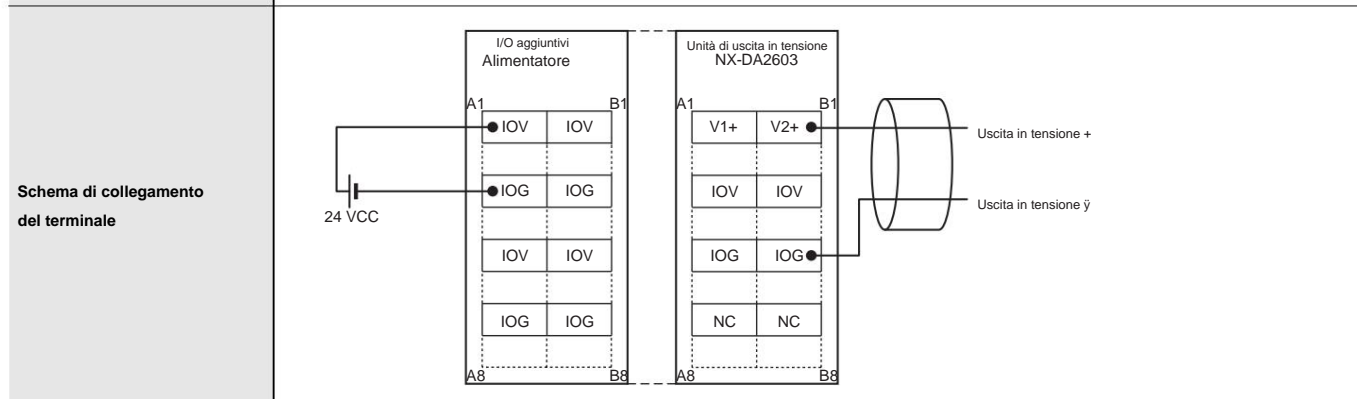 Schema di collegamento
del terminale
I/O aggiuntivi
Alimentatore
A1 B1
IOV IOV
IOG IOG
IOV IOV
IOG IOG
A8 B8
24 VCC
Unità di uscita in tensione
NX-DA2603
A1 B1
V1+ V2+
IOV IOV
IOG IOG
NC NC
A8 B8
Uscita in tensione +
Uscita in tensione ÿ